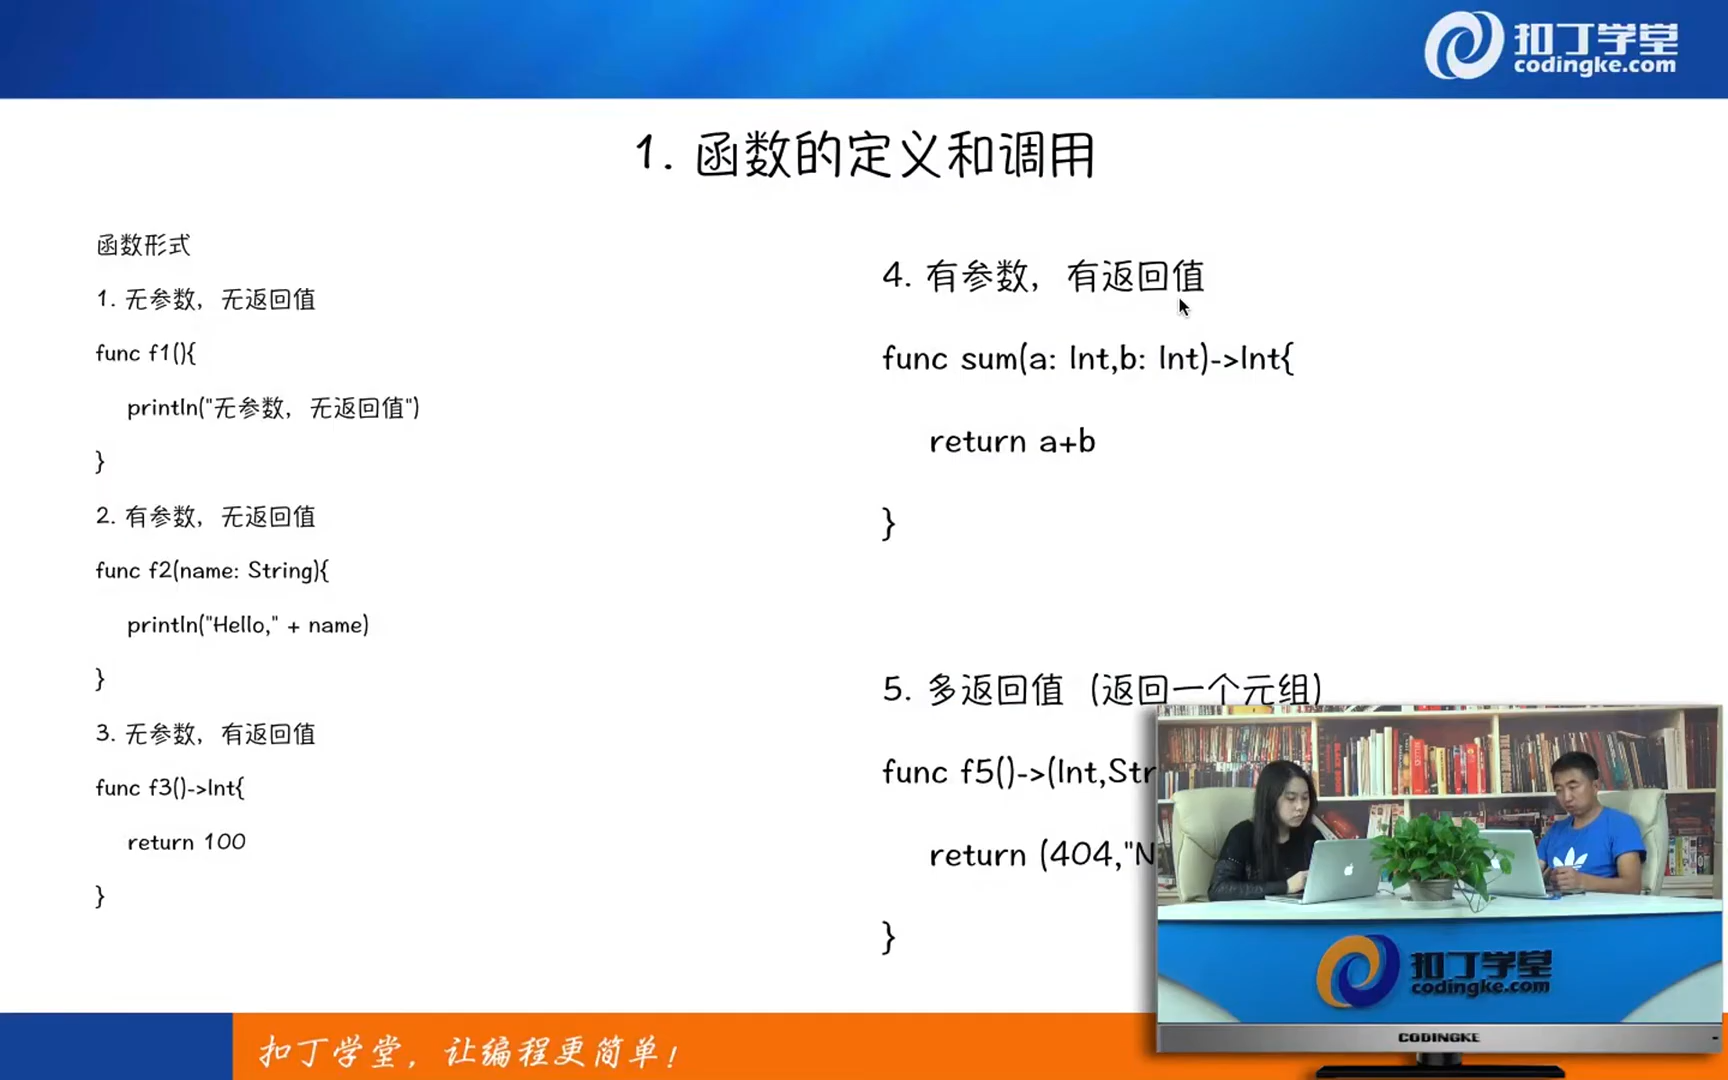 扣丁学堂
codingke.com
1. 函数的定义和调用
函数形式
1. 无参数，无返回值
func f1(){
println("无参数，无返回值")
}
2. 有参数，无返回值
func f2(name: String){
println("Hello," + name)
}
3. 无参数，有返回值
func f3()->Int{
return 100
}
4. 有参数，有返回值
func sum(a: Int,b: Int)->Int{
return a+b
}
5. 多返回值（返回一个元组）
func f5()->(Int,Str
return (404,"N
}
扣丁学堂
codingke.com
CODINGKE
扣丁学堂，让编程更简单！